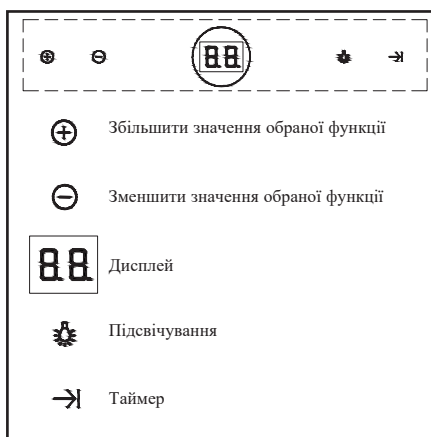 88
Збільшити значення обраної функції
Зменшити значення обраної функції
88 Дисплей
Підсвічування
Таймер